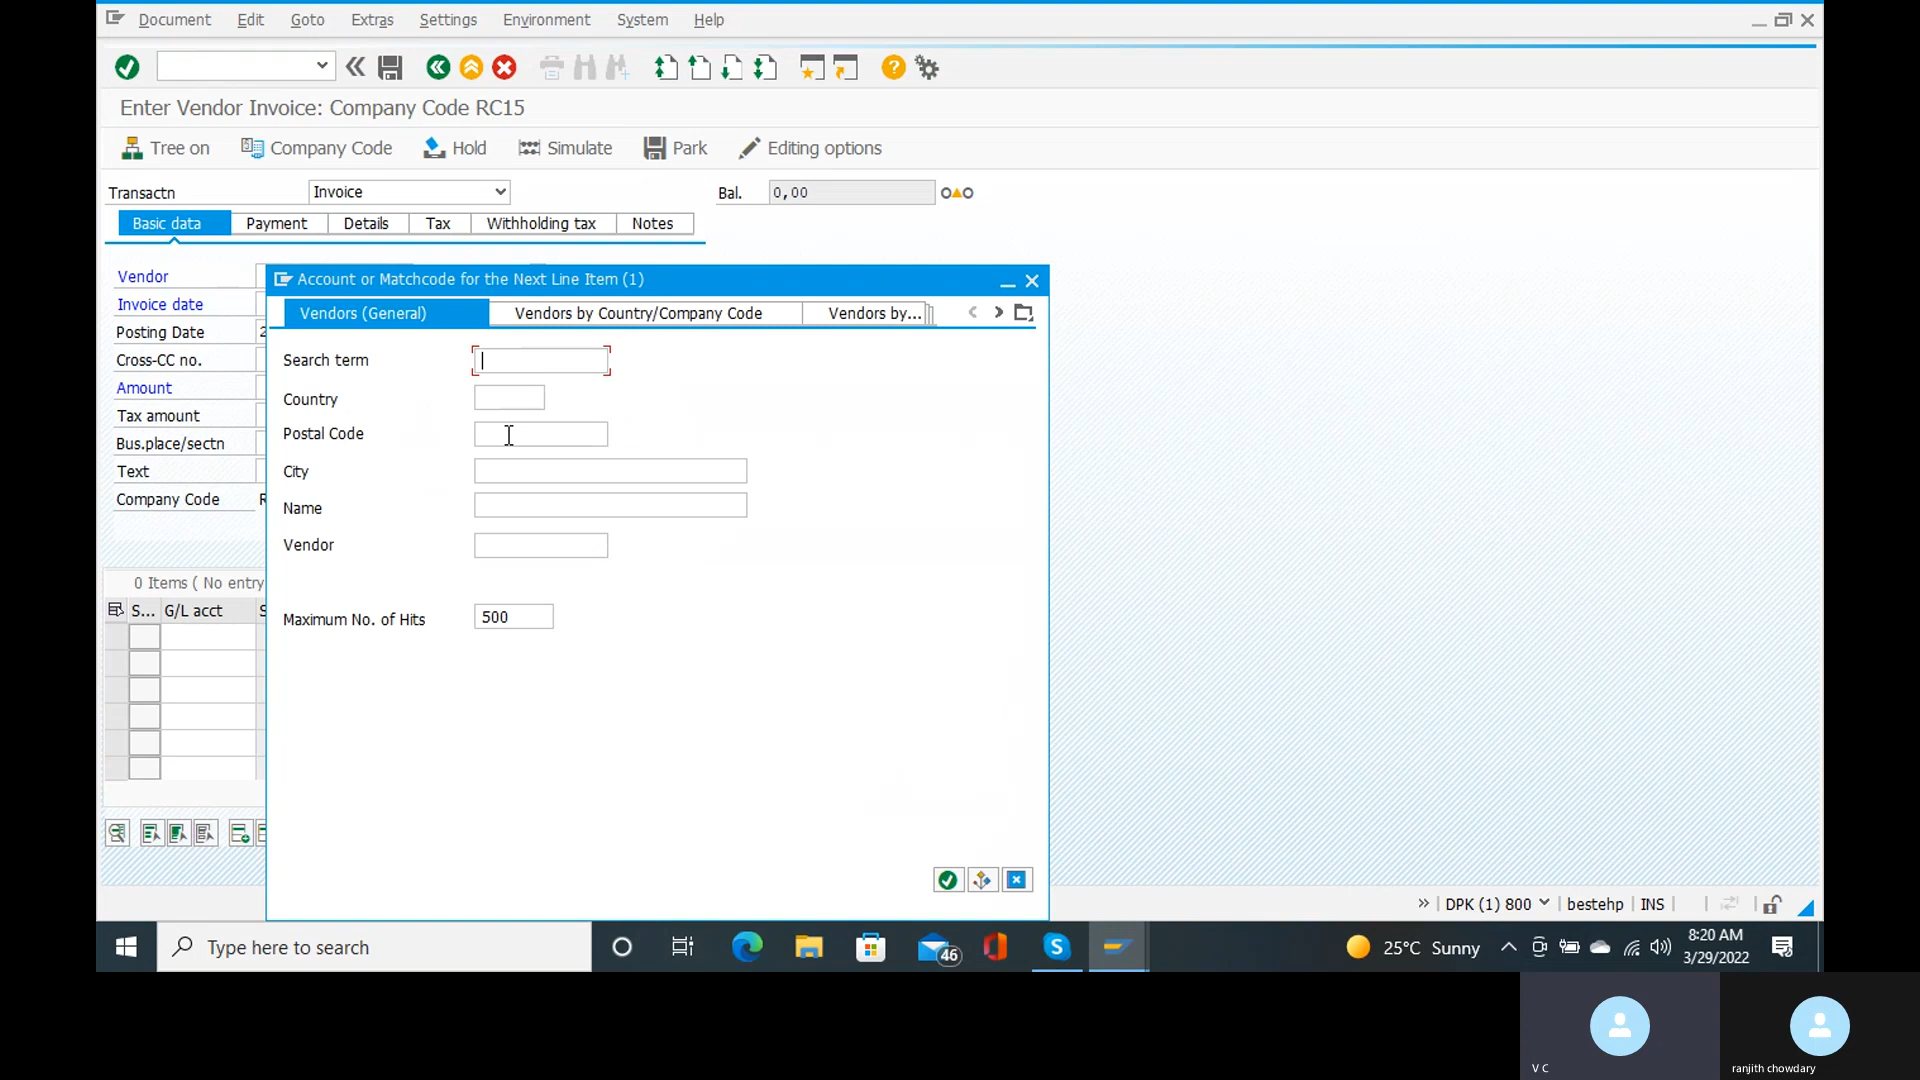 Document Edit Goto Extras Settings Environment System Help
Enter Vendor Invoice: Company Code RC15
Tree on Company Code Hold Simulate Park Editing options
Transactn Invoice Bal. 0,00
Basic data Payment Details Tax Withholding tax Notes
Vendor
Invoice date
Posting Date 2
Cross-CC no.
Amount
Tax amount
Bus.place/sectn
Text
Company Code R
0 Items ( No entry
S... G/L acct S
Account or Matchcode for the Next Line Item (1)
Vendors (General) Vendors by Country/Company Code Vendors by...
Search term
Country
Postal Code
City
Name
Vendor
Maximum No. of Hits 500
DPK (1) 800 bestehp INS
Type here to search
46
25°C Sunny
8:20 AM
3/29/2022
V C
ranjith chowdary